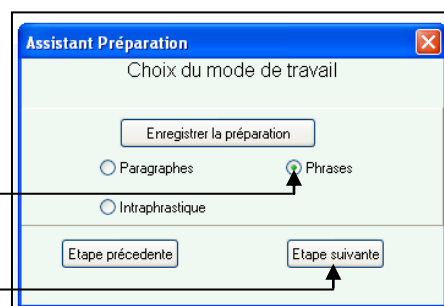 Assistant Préparation
Choix du mode de travail
Enregistrer la préparation
Paragraphes Phrases
Intraphrastique
Etape précedente Etape suivante